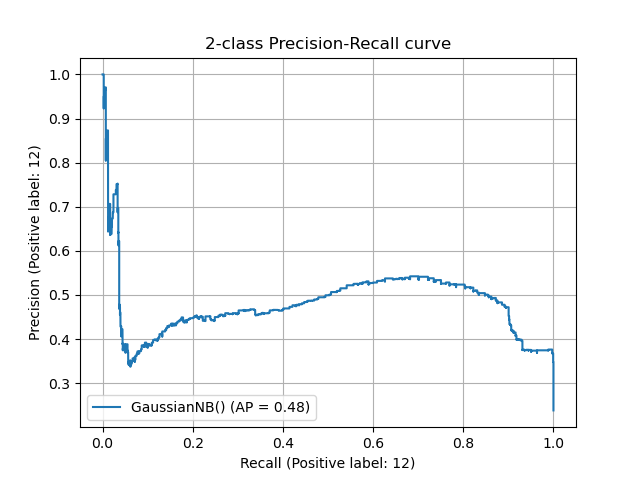 2-class Precision-Recall curve
1.0
0.9
0.8
0.7
0.6
0.5
0.4
0.3
Precision (Positive label: 12)
GaussianNB() (AP = 0.48)
0.0 0.2 0.4 0.6 0.8 1.0
Recall (Positive label: 12)